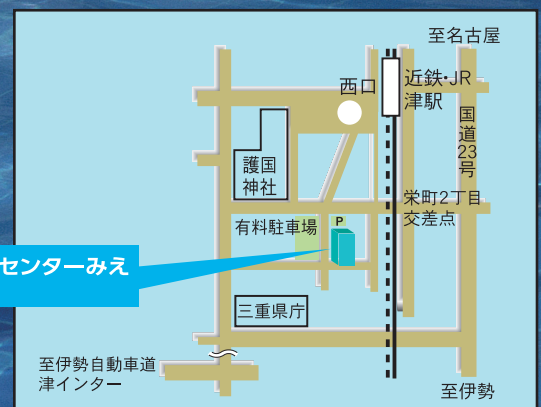 至名古屋
西口
近鉄・JR
津駅
国道23号
護国
神社
栄町2丁目
交差点
有料駐車場
P
センターみえ
三重県庁
至伊勢自動車道
津インター
至伊勢